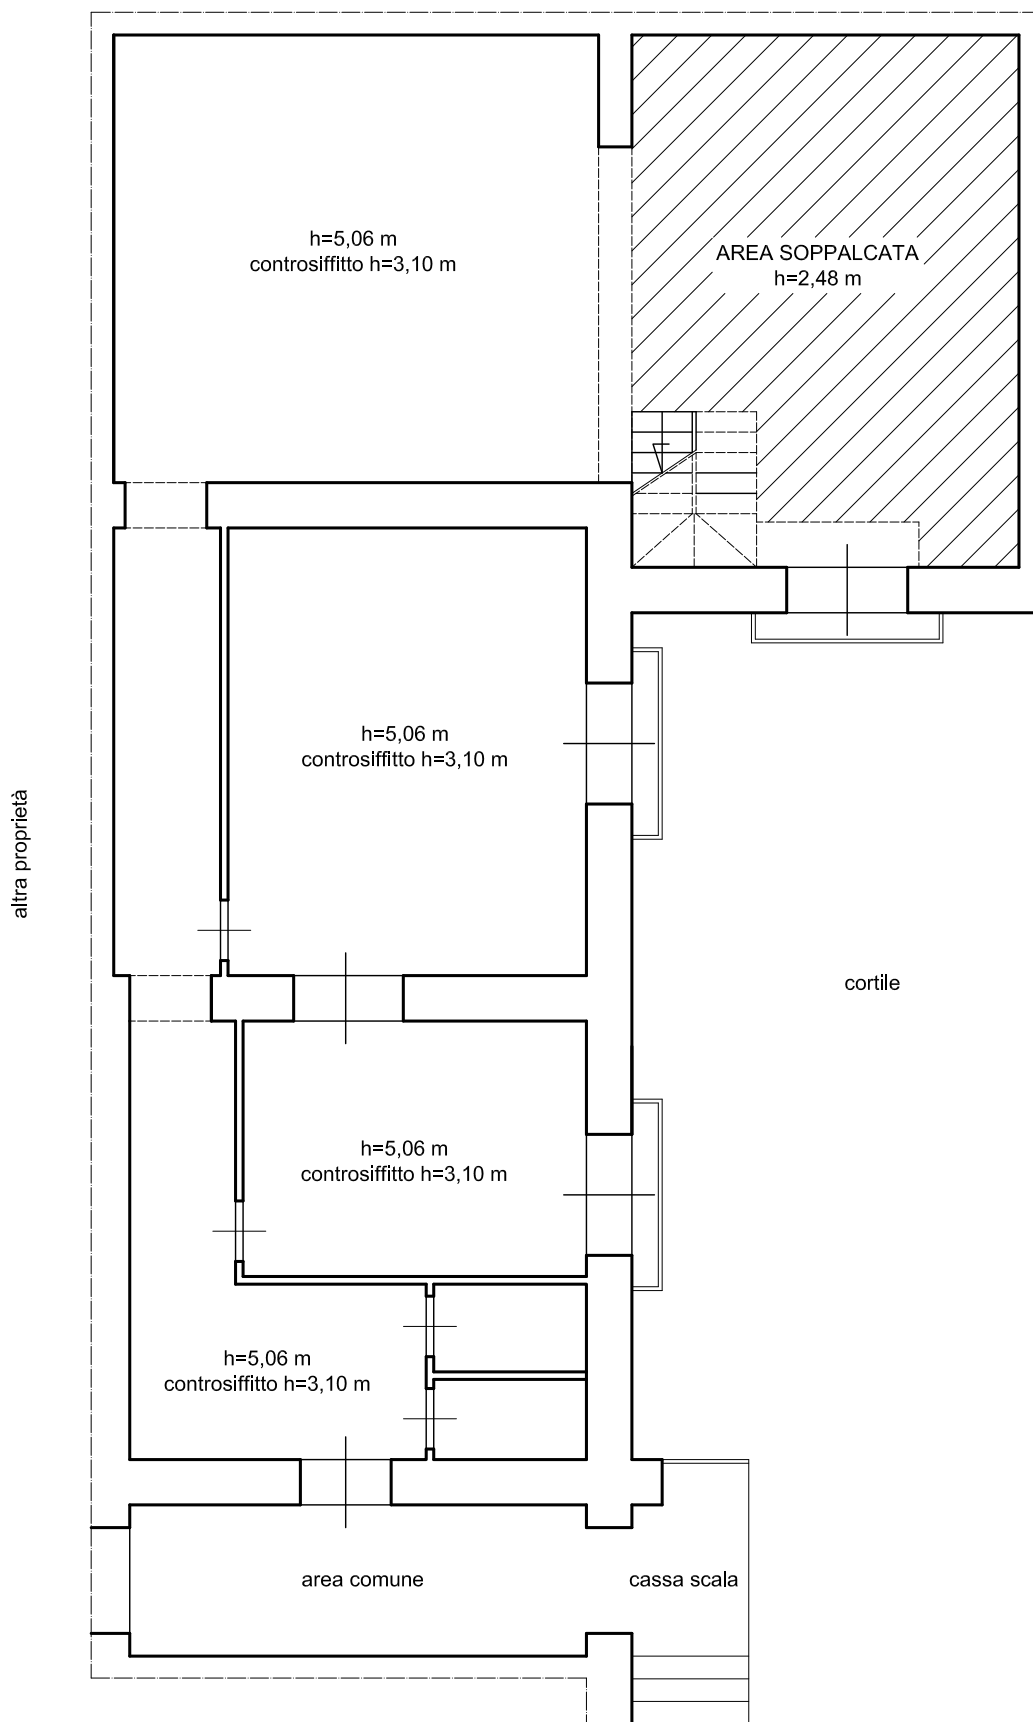 h=5,06 m
controsiffitto h=3,10 m
AREA SOPPALCATA
h=2,48 m
h=5,06 m
controsiffitto h=3,10 m
altra proprietà
cortile
h=5,06 m
controsiffitto h=3,10 m
h=5,06 m
controsiffitto h=3,10 m
area comune
cassa scala